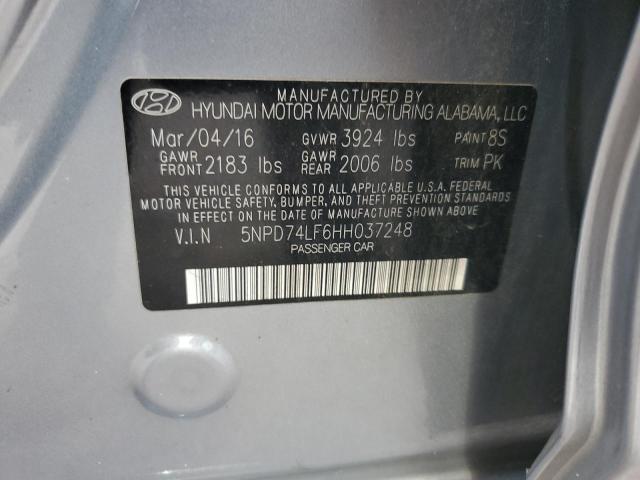 MANUFACTURED BY
HYUNDAI MOTOR MANUFACTURING ALABAMA, LLC
Mar/04/16 GVWR 3924 lbs PAINT 8S
GAWR FRONT 2183 lbs GAWR REAR 2006 lbs TRIM PK
THIS VEHICLE CONFORMS TO ALL APPLICABLE U.S.A. FEDERAL
MOTOR VEHICLE SAFETY, BUMPER, AND THEFT PREVENTION STANDARDS
IN EFFECT ON THE DATE OF MANUFACTURE SHOWN ABOVE.
V.I.N 5NPD74LF6HH037248
PASSENGER CAR